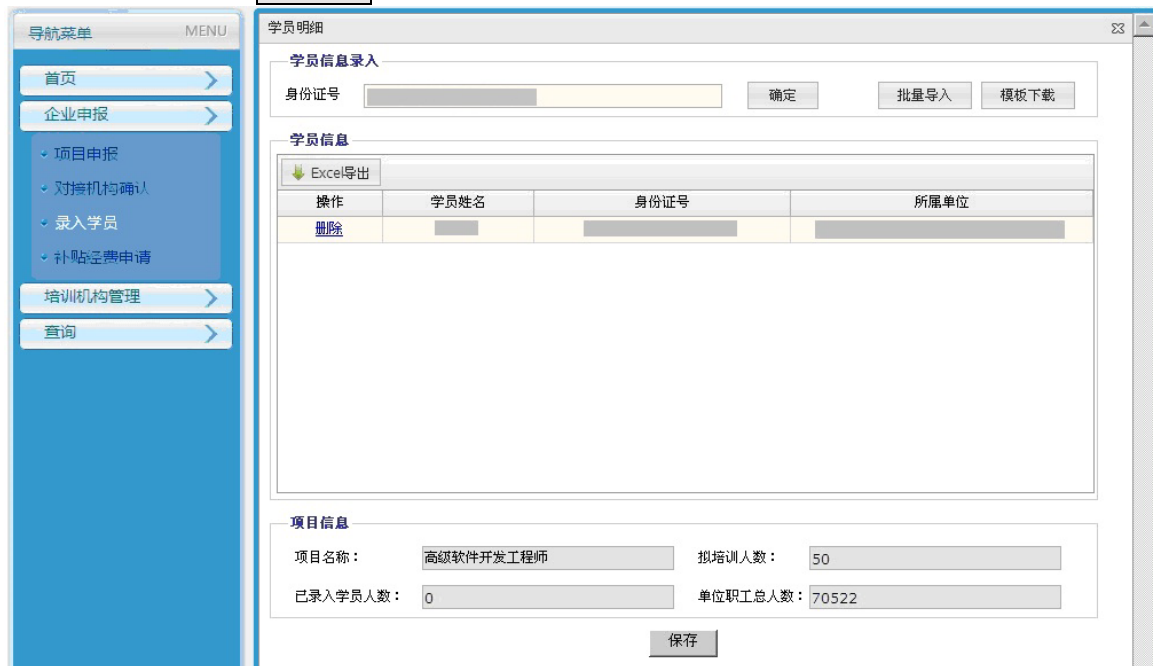 导航菜单 MENU
首页
企业申报
项目申报
对接机构确认
录入学员
补贴经费申请
培训机构管理
查询
学员明细
学员信息录入
身份证号 确定 批量导入 模板下载
学员信息
Excel导出
操作 学员姓名 身份证号 所属单位
删除
项目信息
项目名称： 高级软件开发工程师 拟培训人数： 50
已录入学员人数： 0 单位职工总人数： 70522
保存